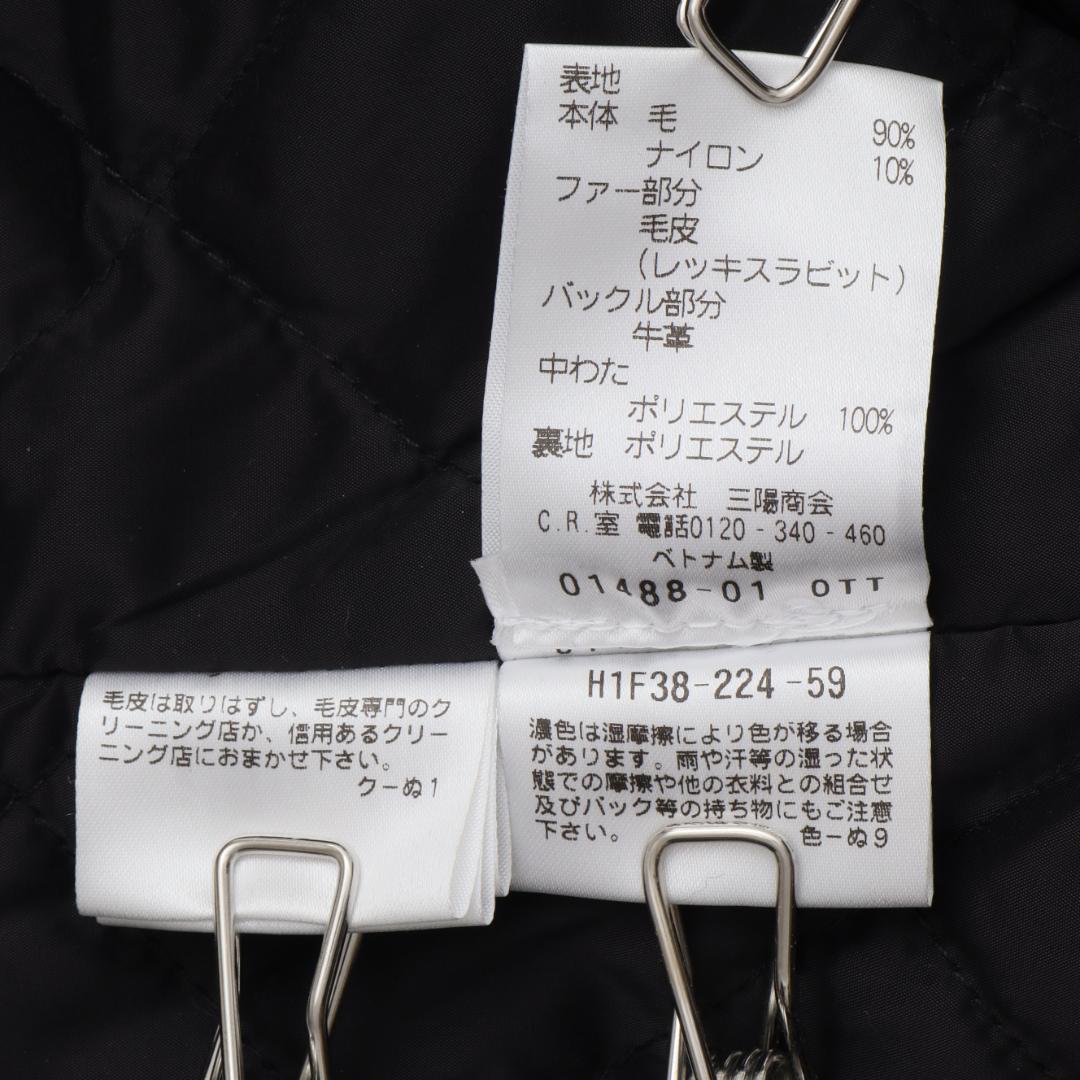 表地
本体 毛 90%
ナイロン 10%
ファー部分
毛皮
(レッキスラビット)
バックル部分
牛革
中わた
ポリエステル 100%
裏地 ポリエステル
株式会社 三陽商会
C.R.室 電話0120-340-460
ベトナム製
01488-01 OTT
H1F38-224-59
濃色は湿摩擦により色が移る場合
があります。雨や汗等の湿った状
態での摩擦や他の衣料との組合せ
及びバック等の持ち物にもご注意
下さい。 色ーぬ9
毛皮は取りはずし、毛皮専門のク
リーニング店か、信用あるクリー
ニング店におまかせ下さい。
クーぬ1